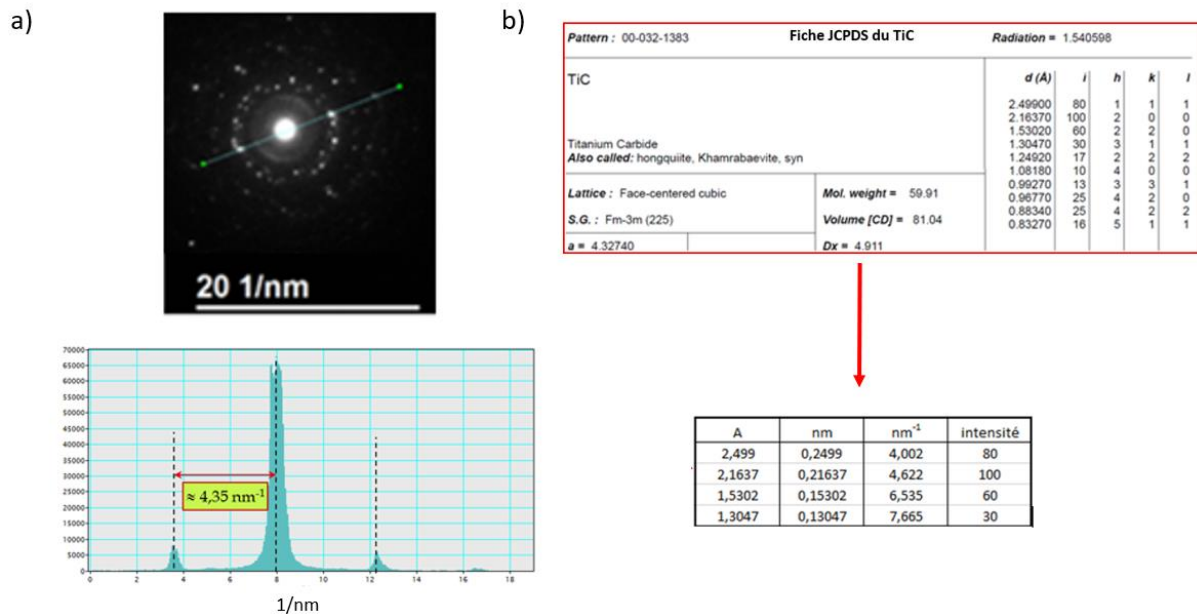 a)
20 1/nm
70000
65000
60000
55000
50000
45000
40000
35000
30000
25000
20000
15000
10000
5000
0
≈ 4,35 nm-1
0 2 4 6 8 10 12 14 16 18
1/nm
b)
Pattern : 00-032-1383 Fiche JCPDS du TiC Radiation = 1.540598
TiC
Titanium Carbide
Also called: hongquiite, Khamrabaevite, syn
Lattice : Face-centered cubic
S.G. : Fm-3m (225)
a = 4.32740
Mol. weight = 59.91
Volume [CD] = 81.04
Dx = 4.911
d (Å) i h k l
2.49900 80 1 1 1
2.16370 100 2 0 0
1.53020 60 2 2 0
1.30470 30 3 1 1
1.24920 17 2 2 2
1.08180 10 4 0 0
0.99270 13 3 3 1
0.96770 25 4 2 0
0.88340 25 4 2 2
0.83270 16 5 1 1
A nm nm-1 intensité
2,499 0,2499 4,002 80
2,1637 0,21637 4,622 100
1,5302 0,15302 6,535 60
1,3047 0,13047 7,665 30